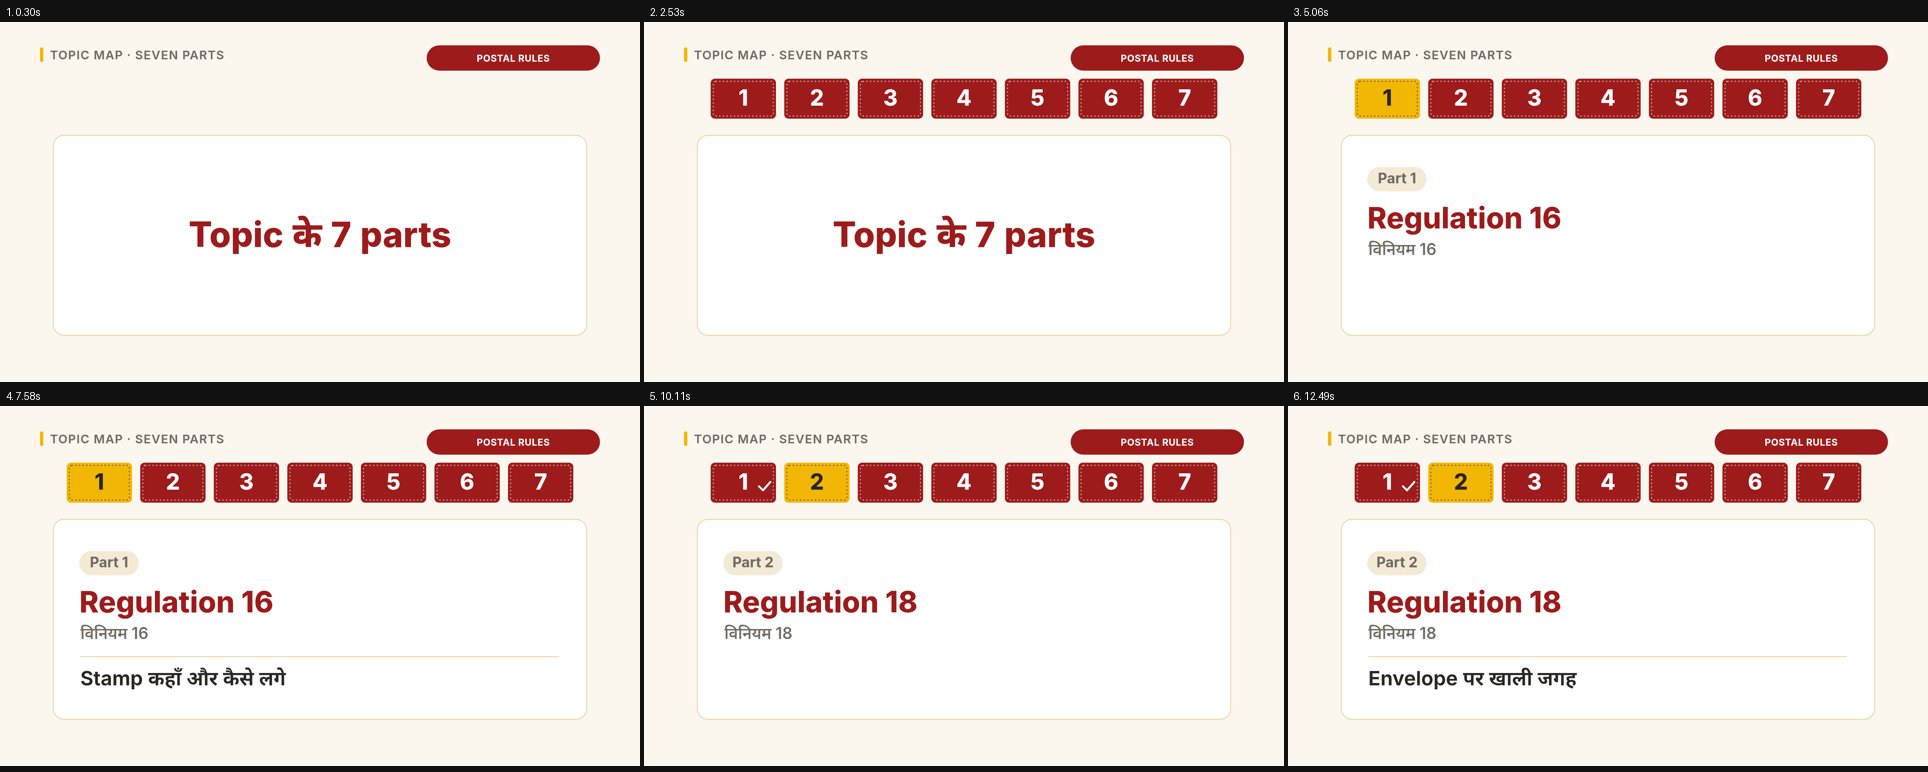 1. 0.30s
TOPIC MAP · SEVEN PARTS
POSTAL RULES
Topic के 7 parts
2. 2.53s
TOPIC MAP · SEVEN PARTS
POSTAL RULES
1 2 3 4 5 6 7
Topic के 7 parts
3. 5.06s
TOPIC MAP · SEVEN PARTS
POSTAL RULES
1 2 3 4 5 6 7
Part 1
Regulation 16
विनियम 16
4. 7.58s
TOPIC MAP · SEVEN PARTS
POSTAL RULES
1 2 3 4 5 6 7
Part 1
Regulation 16
विनियम 16
Stamp कहाँ और कैसे लगे
5. 10.11s
TOPIC MAP · SEVEN PARTS
POSTAL RULES
1 ✓ 2 3 4 5 6 7
Part 2
Regulation 18
विनियम 18
6. 12.49s
TOPIC MAP · SEVEN PARTS
POSTAL RULES
1 ✓ 2 3 4 5 6 7
Part 2
Regulation 18
विनियम 18
Envelope पर खाली जगह